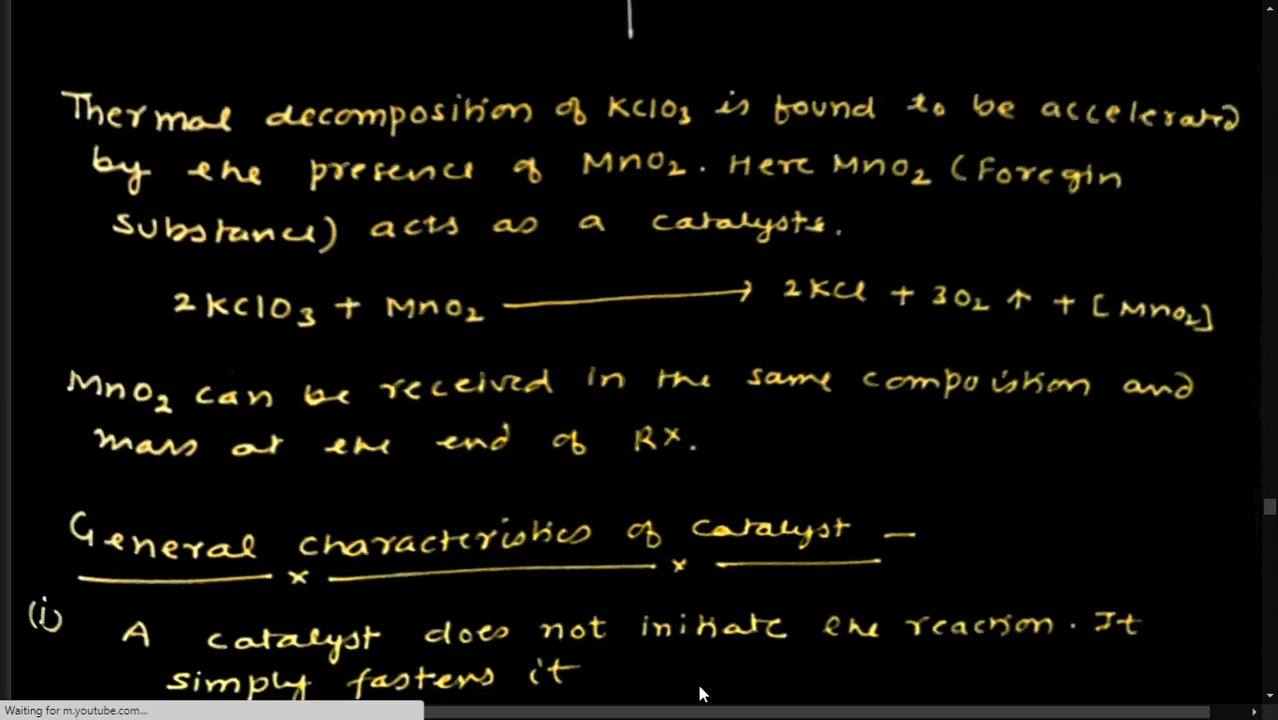 Thermal decomposition of KClO3 is found to be accelerated
by the presence of MnO2. Here MnO2 (Foregin
substance) acts as a catalysts.
2KClO3 + MnO2 → 2KCl + 3O2 ↑ + [MnO2]
MnO2 can be received in the same compoistion and
mass at the end of Rx.
General characteristics of catalyst —
(i) A catalyst does not initiate the reaction. It
simply fastens it
Waiting for m.youtube.com...